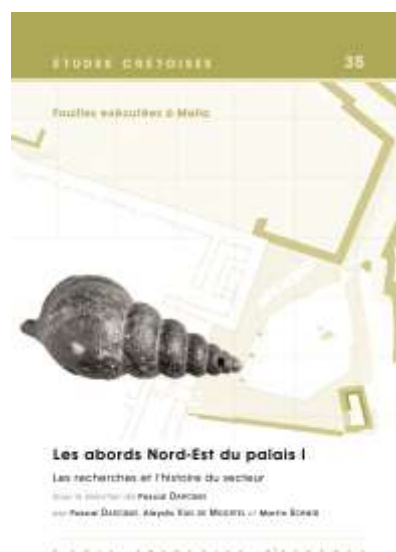 ÉTUDES CRÉTOISES 35
Fouilles exécutées à Malia
Les abords Nord-Est du palais I
Les recherches et l'histoire du secteur
sous la direction de Pascal DARCQUE
par Pascal DARCQUE, Aleydis VAN DE MOORTEL et Martin SCHMID